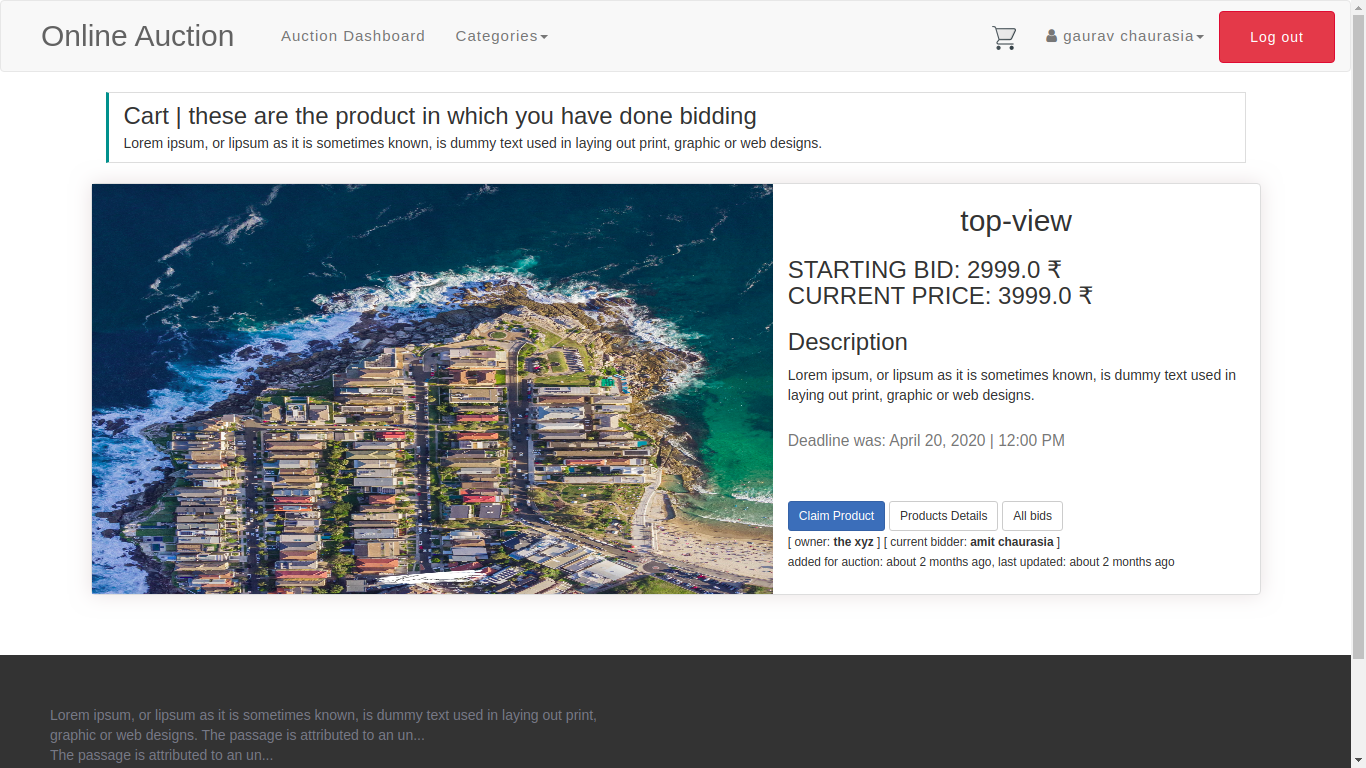 Online Auction
Auction Dashboard
Categories
gaurav chaurasia
Log out
Cart | these are the product in which you have done bidding
Lorem ipsum, or lipsum as it is sometimes known, is dummy text used in laying out print, graphic or web designs.
top-view
STARTING BID: 2999.0 ₹
CURRENT PRICE: 3999.0 ₹
Description
Lorem ipsum, or lipsum as it is sometimes known, is dummy text used in
laying out print, graphic or web designs.
Deadline was: April 20, 2020 | 12:00 PM
Claim Product
Products Details
All bids
[ owner: the xyz ] [ current bidder: amit chaurasia ]
added for auction: about 2 months ago, last updated: about 2 months ago
Lorem ipsum, or lipsum as it is sometimes known, is dummy text used in laying out print,
graphic or web designs. The passage is attributed to an un...
The passage is attributed to an un...